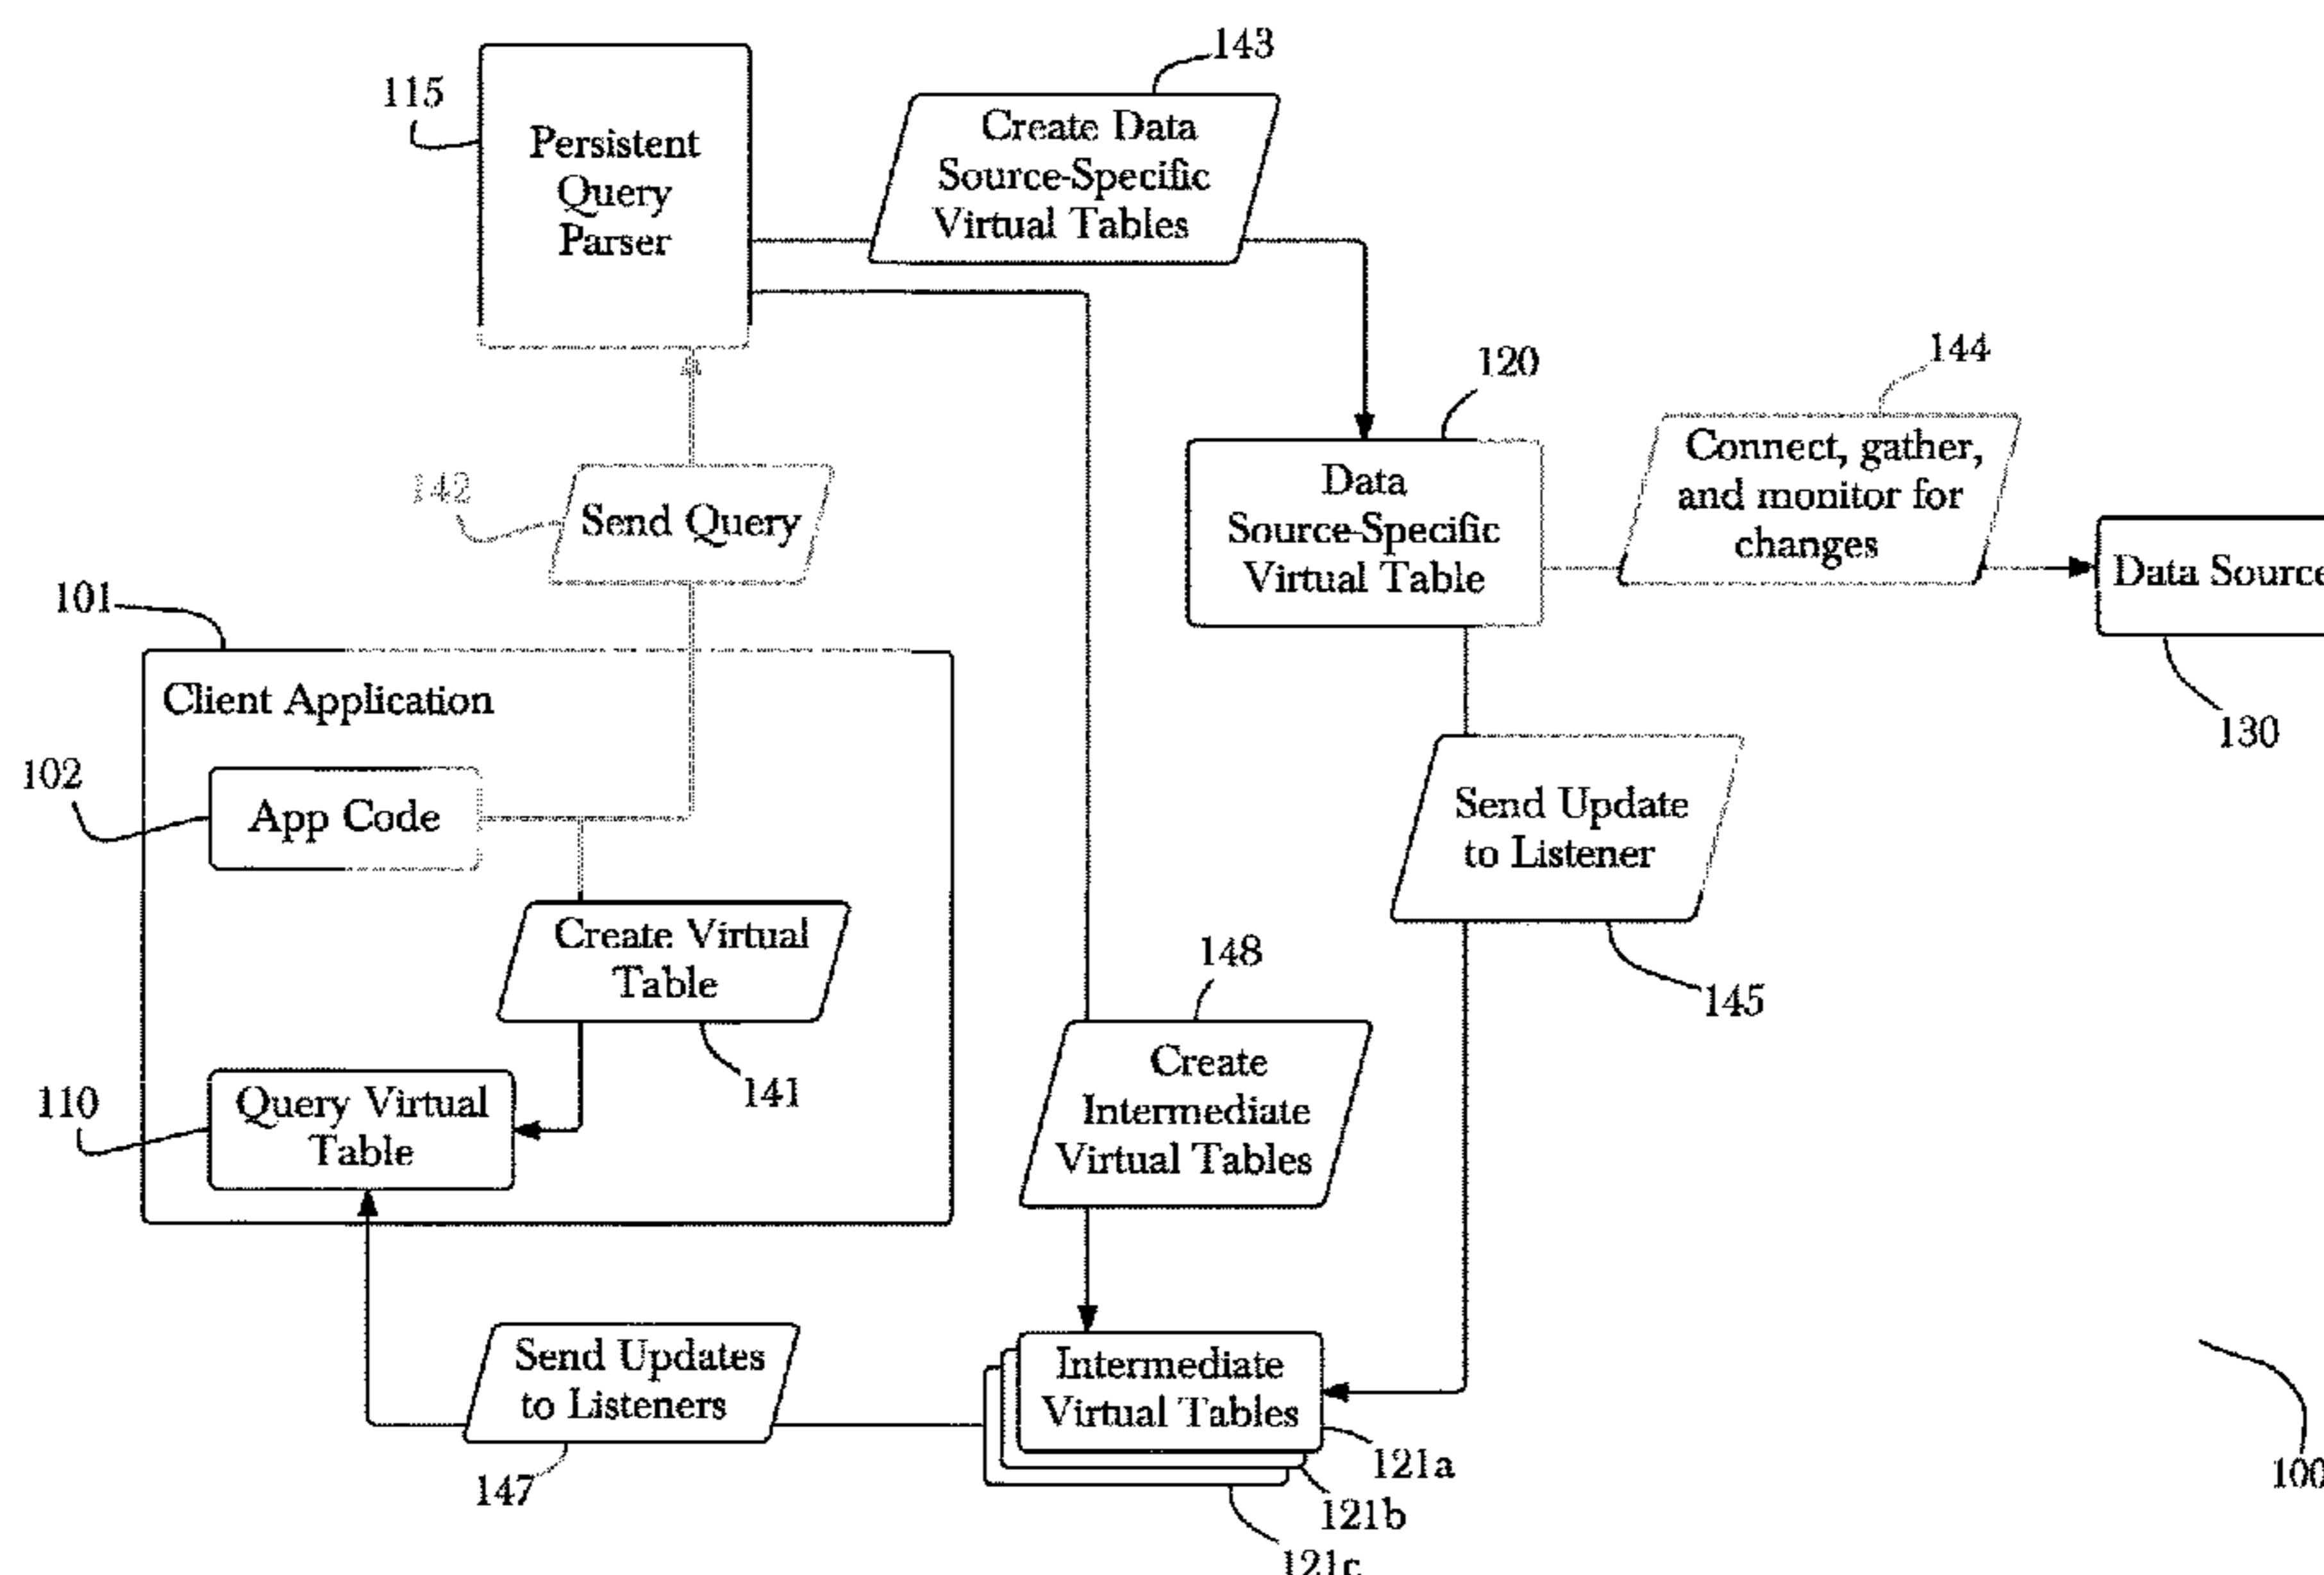 143
115
Persistent
Query
Parser
Create Data
Source-Specific
Virtual Tables
120
144
Data
Source-Specific
Virtual Table
Connect, gather,
and monitor for
changes
Data Source
130
142
Send Query
101
Client Application
102
App Code
Send Update
to Listener
145
Create Virtual
Table
141
148
Create
Intermediate
Virtual Tables
110
Query Virtual
Table
Send Updates
to Listeners
147
Intermediate
Virtual Tables
121a
121b
121c
100